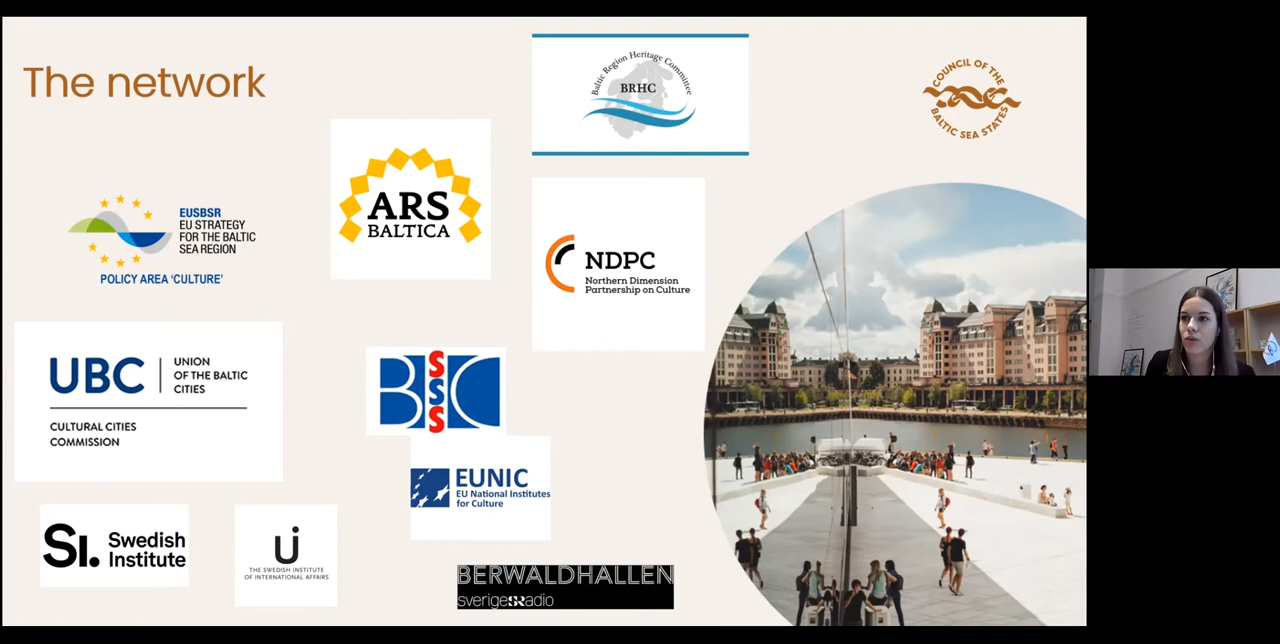 The network
Baltic Region Heritage Committee
BRHC
COUNCIL OF THE
BALTIC SEA STATES
ARS
BALTICA
EUSBSR
EU STRATEGY
FOR THE BALTIC
SEA REGION
POLICY AREA ‘CULTURE’
NDPC
Northern Dimension
Partnership on Culture
UBC
UNION
OF THE BALTIC
CITIES
CULTURAL CITIES
COMMISSION
BSSSC
EUNIC
EU National Institutes
for Culture
SI.
Swedish
Institute
UI
THE SWEDISH INSTITUTE
OF INTERNATIONAL AFFAIRS
BERWALDHALLEN
sverigesradio